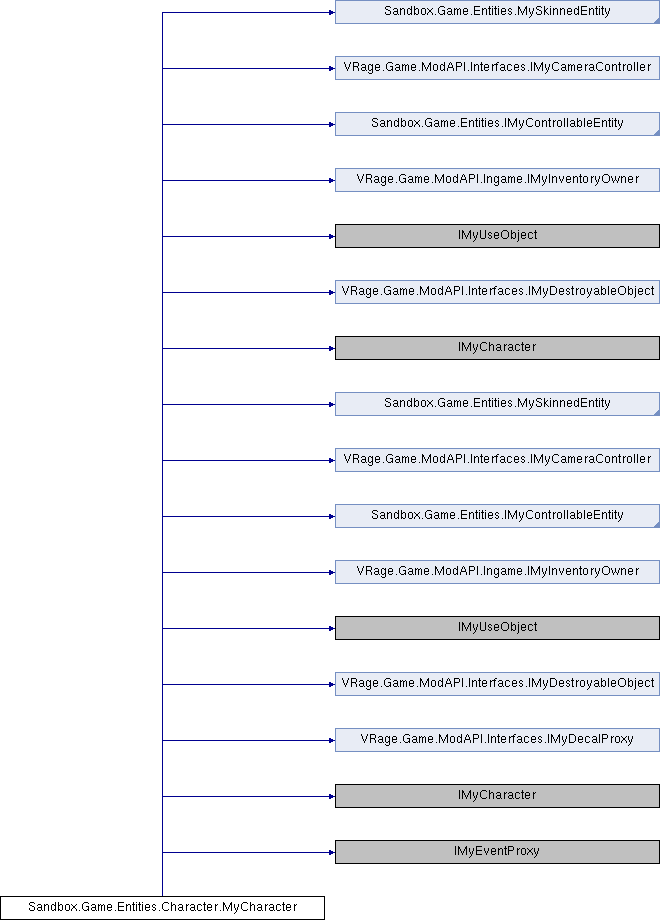 Sandbox.Game.Entities.MySkinnedEntity
VRage.Game.ModAPI.Interfaces.IMyCameraController
Sandbox.Game.Entities.IMyControllableEntity
VRage.Game.ModAPI.Ingame.IMyInventoryOwner
IMyUseObject
VRage.Game.ModAPI.Interfaces.IMyDestroyableObject
IMyCharacter
Sandbox.Game.Entities.MySkinnedEntity
VRage.Game.ModAPI.Interfaces.IMyCameraController
Sandbox.Game.Entities.IMyControllableEntity
VRage.Game.ModAPI.Ingame.IMyInventoryOwner
IMyUseObject
VRage.Game.ModAPI.Interfaces.IMyDestroyableObject
VRage.Game.ModAPI.Interfaces.IMyDecalProxy
IMyCharacter
IMyEventProxy
Sandbox.Game.Entities.Character.MyCharacter